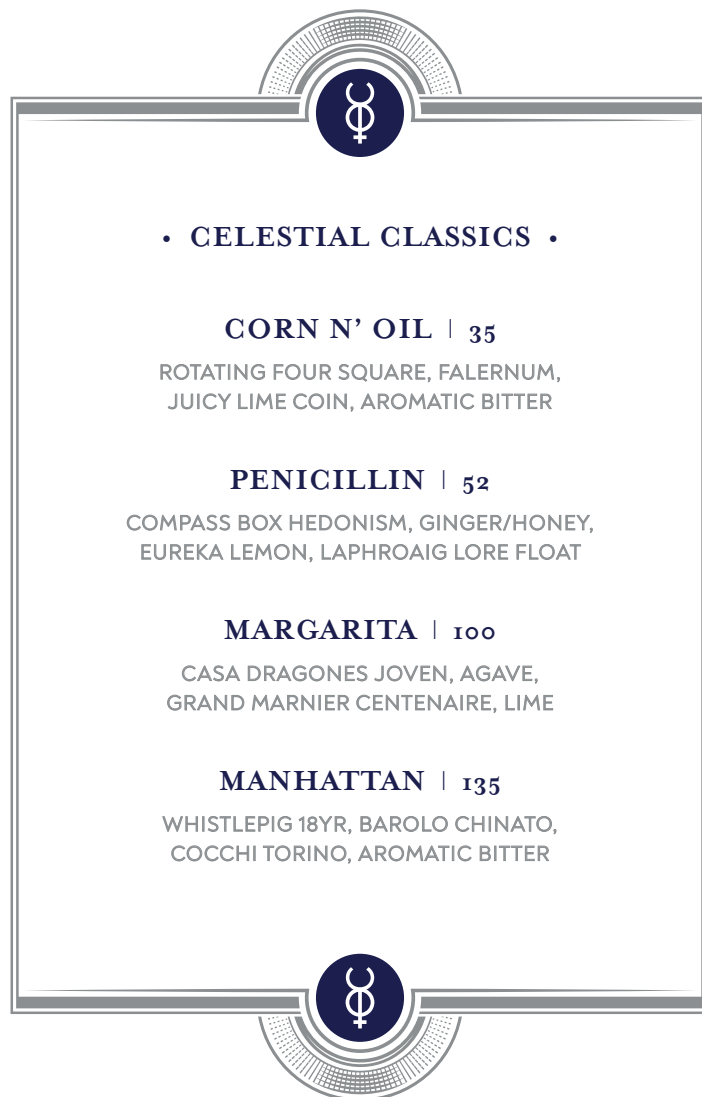 • CELESTIAL CLASSICS •
CORN N’ OIL | 35
ROTATING FOUR SQUARE, FALERNUM,
JUICY LIME COIN, AROMATIC BITTER
PENICILLIN | 52
COMPASS BOX HEDONISM, GINGER/HONEY,
EUREKA LEMON, LAPHROAIG LORE FLOAT
MARGARITA | 100
CASA DRAGONES JOVEN, AGAVE,
GRAND MARNIER CENTENAIRE, LIME
MANHATTAN | 135
WHISTLEPIG 18YR, BAROLO CHINATO,
COCCHI TORINO, AROMATIC BITTER